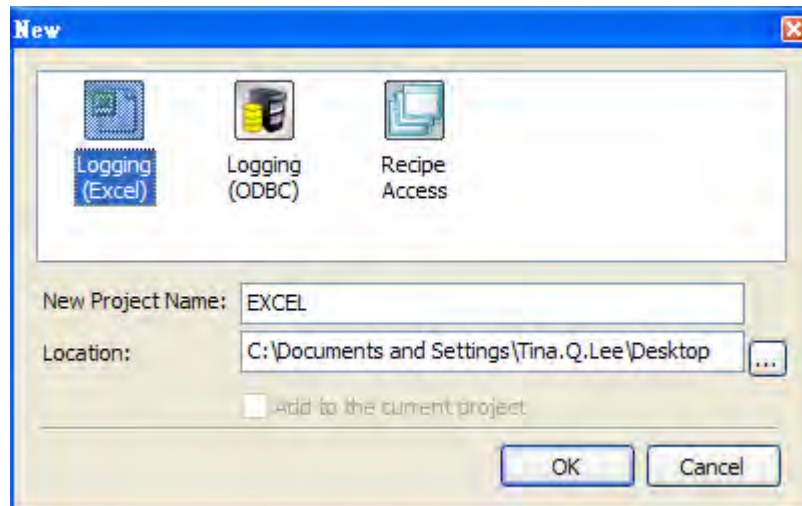 New
Logging
(Excel)
Logging
(ODBC)
Recipe
Access
New Project Name:
EXCEL
Location:
C:\Documents and Settings\Tina.Q.Lee\Desktop
...
Add to the current project
OK
Cancel